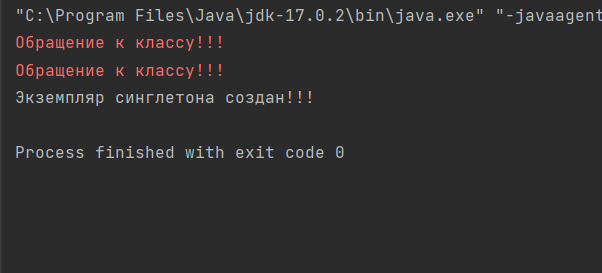 "C:\Program Files\Java\jdk-17.0.2\bin\java.exe" "-javaagent
Обращение к классу!!!
Обращение к классу!!!
Экземпляр синглетона создан!!!
Process finished with exit code 0